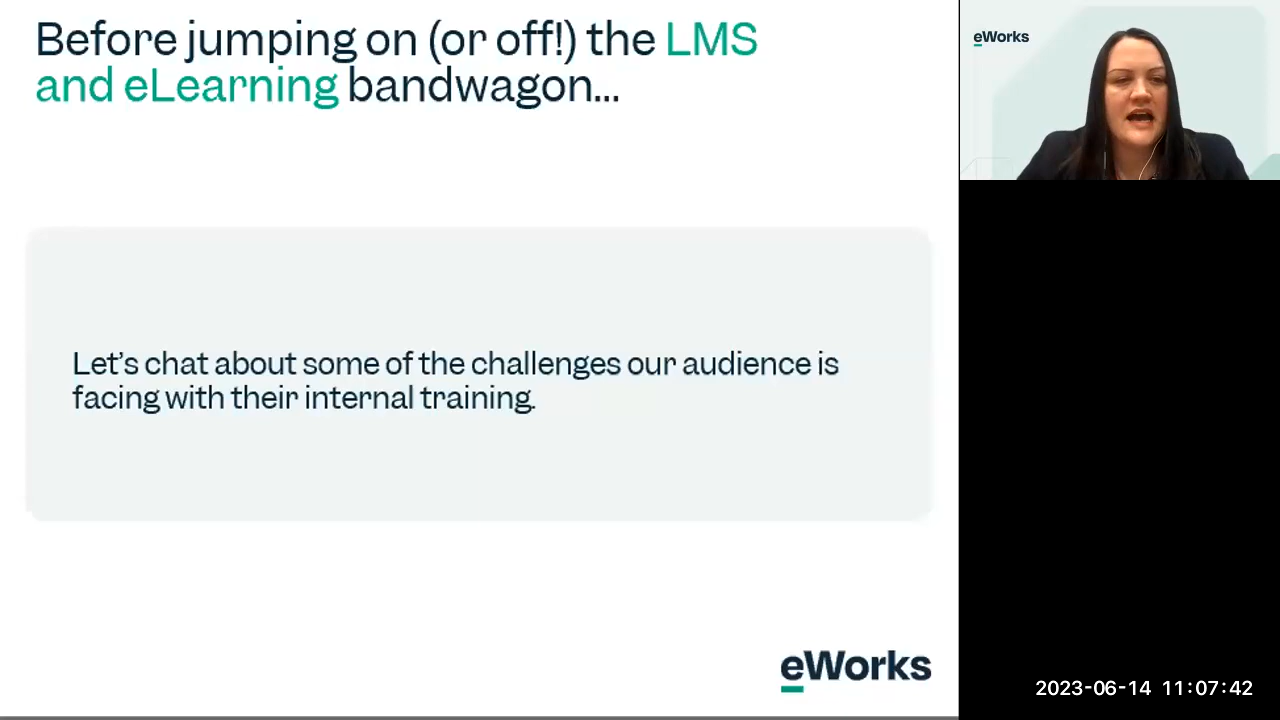 Before jumping on (or off!) the LMS
and eLearning bandwagon...
Let's chat about some of the challenges our audience is
facing with their internal training.
eWorks
eWorks
2023-06-14 11:07:42